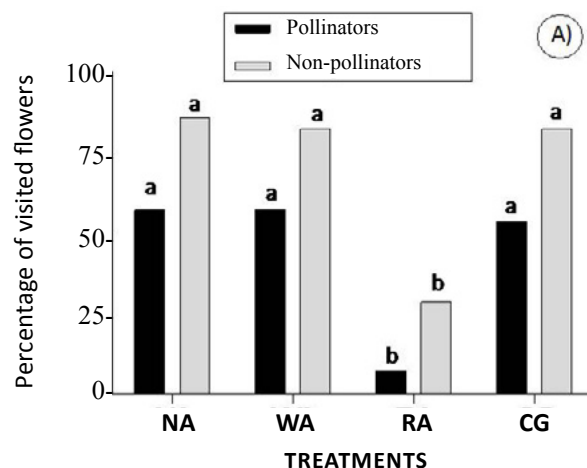 Pollinators
Non-pollinators
A)
Percentage of visited flowers
100
75
50
25
0
a
a
a
a
b
b
a
a
NA
WA
RA
CG
TREATMENTS